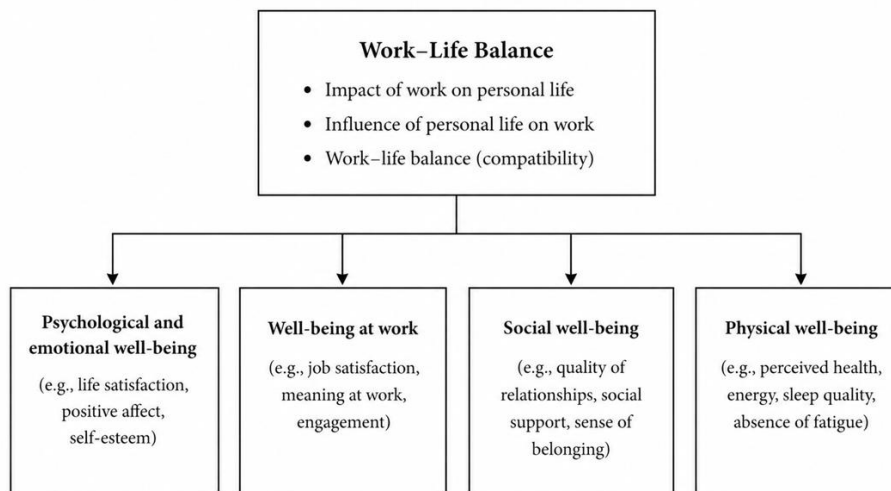 Work–Life Balance
• Impact of work on personal life
• Influence of personal life on work
• Work–life balance (compatibility)
Psychological and
emotional well-being
(e.g., life satisfaction,
positive affect,
self-esteem)
Well-being at work
(e.g., job satisfaction,
meaning at work,
engagement)
Social well-being
(e.g., quality of
relationships, social
support, sense of
belonging)
Physical well-being
(e.g., perceived health,
energy, sleep quality,
absence of fatigue)